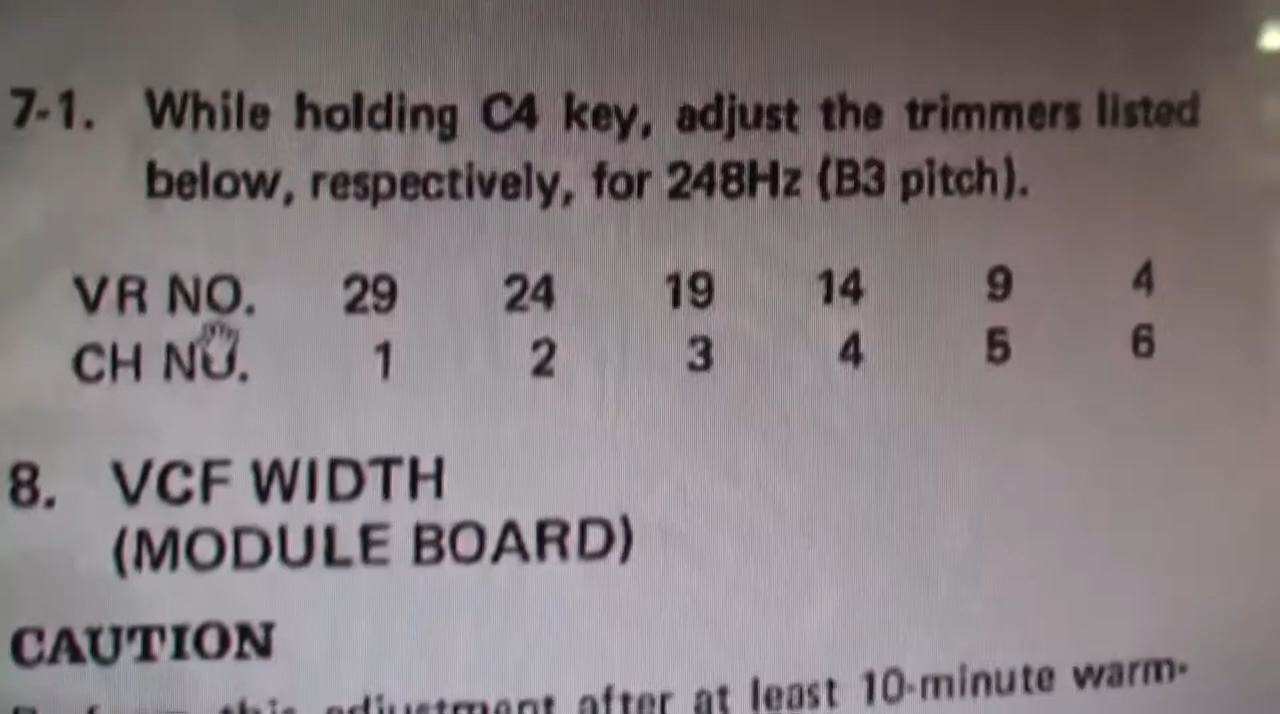 7-1. While holding C4 key, adjust the trimmers listed
below, respectively, for 248Hz (B3 pitch).
VR NO. 29 24 19 14 9 4
CH NO. 1 2 3 4 5 6
8. VCF WIDTH
(MODULE BOARD)
CAUTION
this adjustment after at least 10-minute warm-